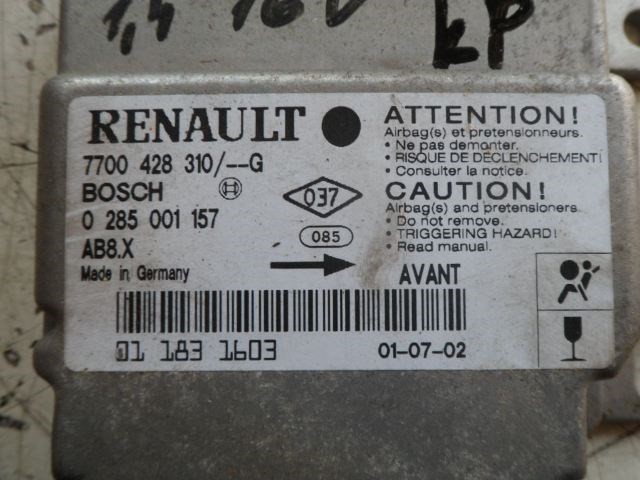 1,4 16V KP
RENAULT
7700 428 310/--G
BOSCH
0 285 001 157
AB8.X
Made in Germany
037
085
AVANT
ATTENTION!
Airbag(s) et pretensionneurs.
• Ne pas demonter.
• RISQUE DE DECLENCHEMENT!
• Consulter la notice.
CAUTION!
Airbag(s) and pretensioners
• Do not remove.
• TRIGGERING HAZARD!
• Read manual.
01 183 1603
01-07-02